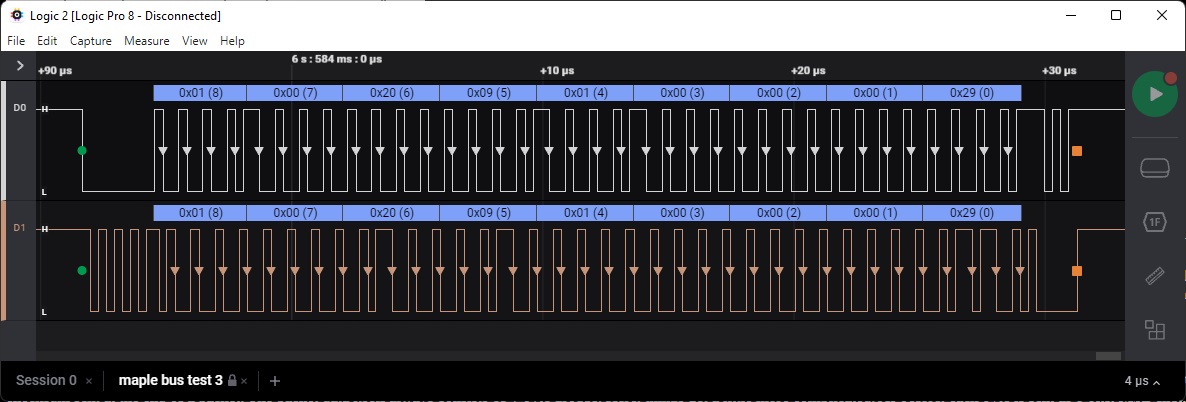 Logic 2 [Logic Pro 8 - Disconnected]
File Edit Capture Measure View Help
6 s : 584 ms : 0 µs
+90 µs +10 µs +20 µs +30 µs
0x01 (8) 0x00 (7) 0x20 (6) 0x09 (5) 0x01 (4) 0x00 (3) 0x00 (2) 0x00 (1) 0x29 (0)
D0 H
L
0x01 (8) 0x00 (7) 0x20 (6) 0x09 (5) 0x01 (4) 0x00 (3) 0x00 (2) 0x00 (1) 0x29 (0)
D1 H
1F
L
Session 0 × maple bus test 3 × + 4 µs